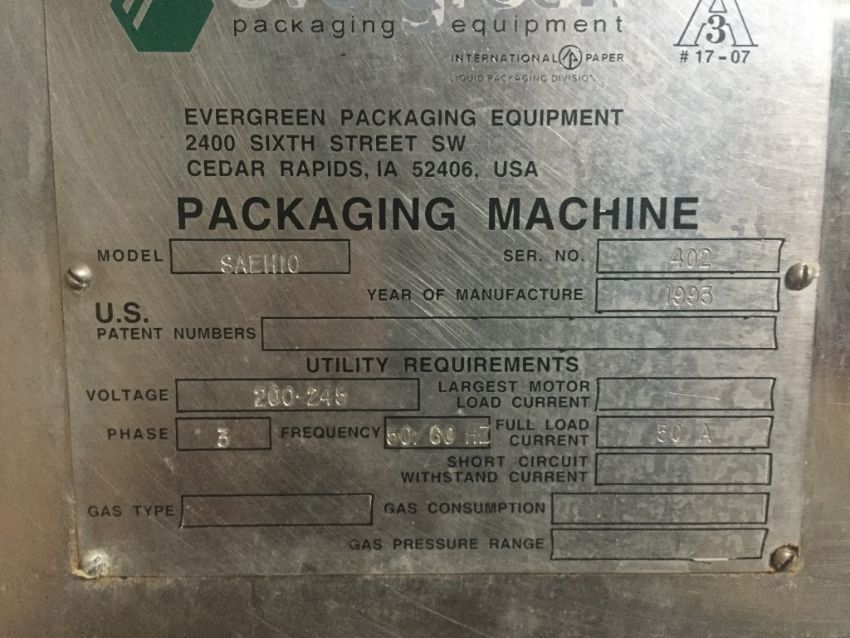 evergreen
packaging equipment
INTERNATIONAL PAPER
LIQUID PACKAGING DIVISION
3
A
# 17-07
EVERGREEN PACKAGING EQUIPMENT
2400 SIXTH STREET SW
CEDAR RAPIDS, IA 52406, USA
PACKAGING MACHINE
MODEL SAEH10 SER. NO. 402
YEAR OF MANUFACTURE 1993
U.S.
PATENT NUMBERS
UTILITY REQUIREMENTS
VOLTAGE 200-245 LARGEST MOTOR
LOAD CURRENT
PHASE 3 FREQUENCY 50/60 HZ FULL LOAD
CURRENT 50 A
SHORT CIRCUIT
WITHSTAND CURRENT
GAS TYPE GAS CONSUMPTION
GAS PRESSURE RANGE